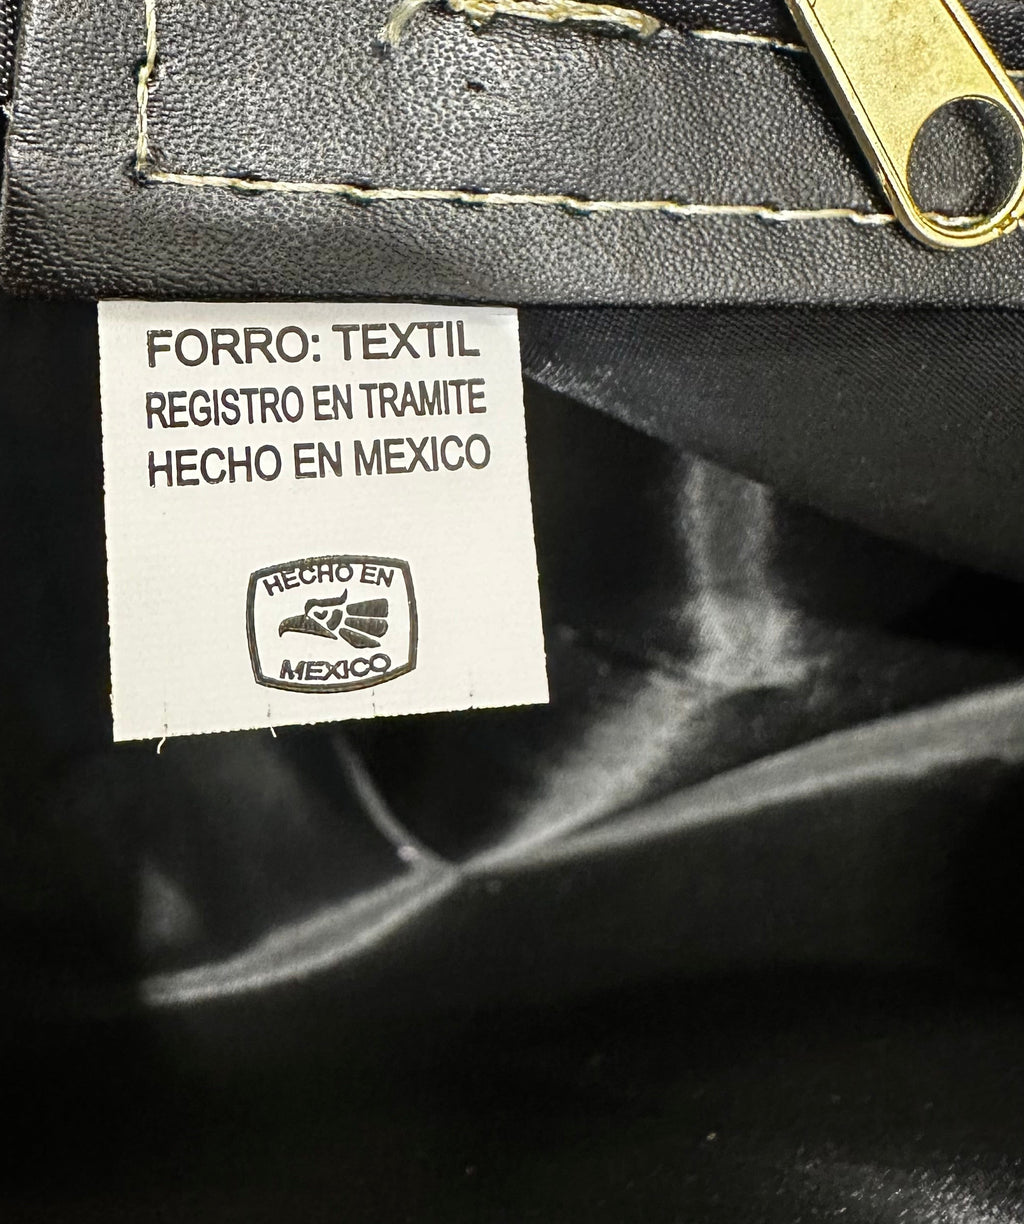 FORRO: TEXTIL
REGISTRO EN TRAMITE
HECHO EN MEXICO
HECHO EN
MEXICO